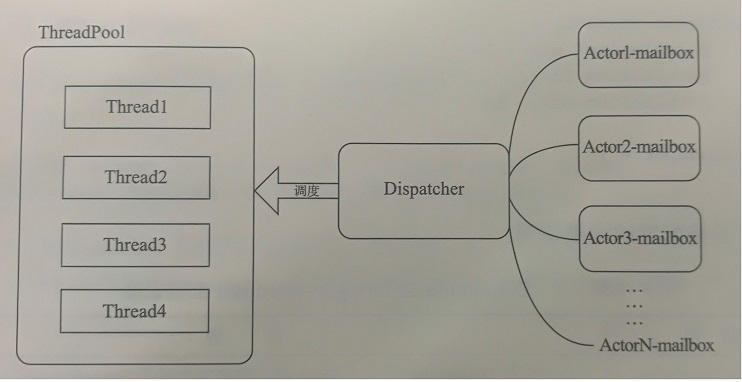 ThreadPool
Thread1
Thread2
Thread3
Thread4
调度
Dispatcher
Actorl-mailbox
Actor2-mailbox
Actor3-mailbox
…
…
…
ActorN-mailbox